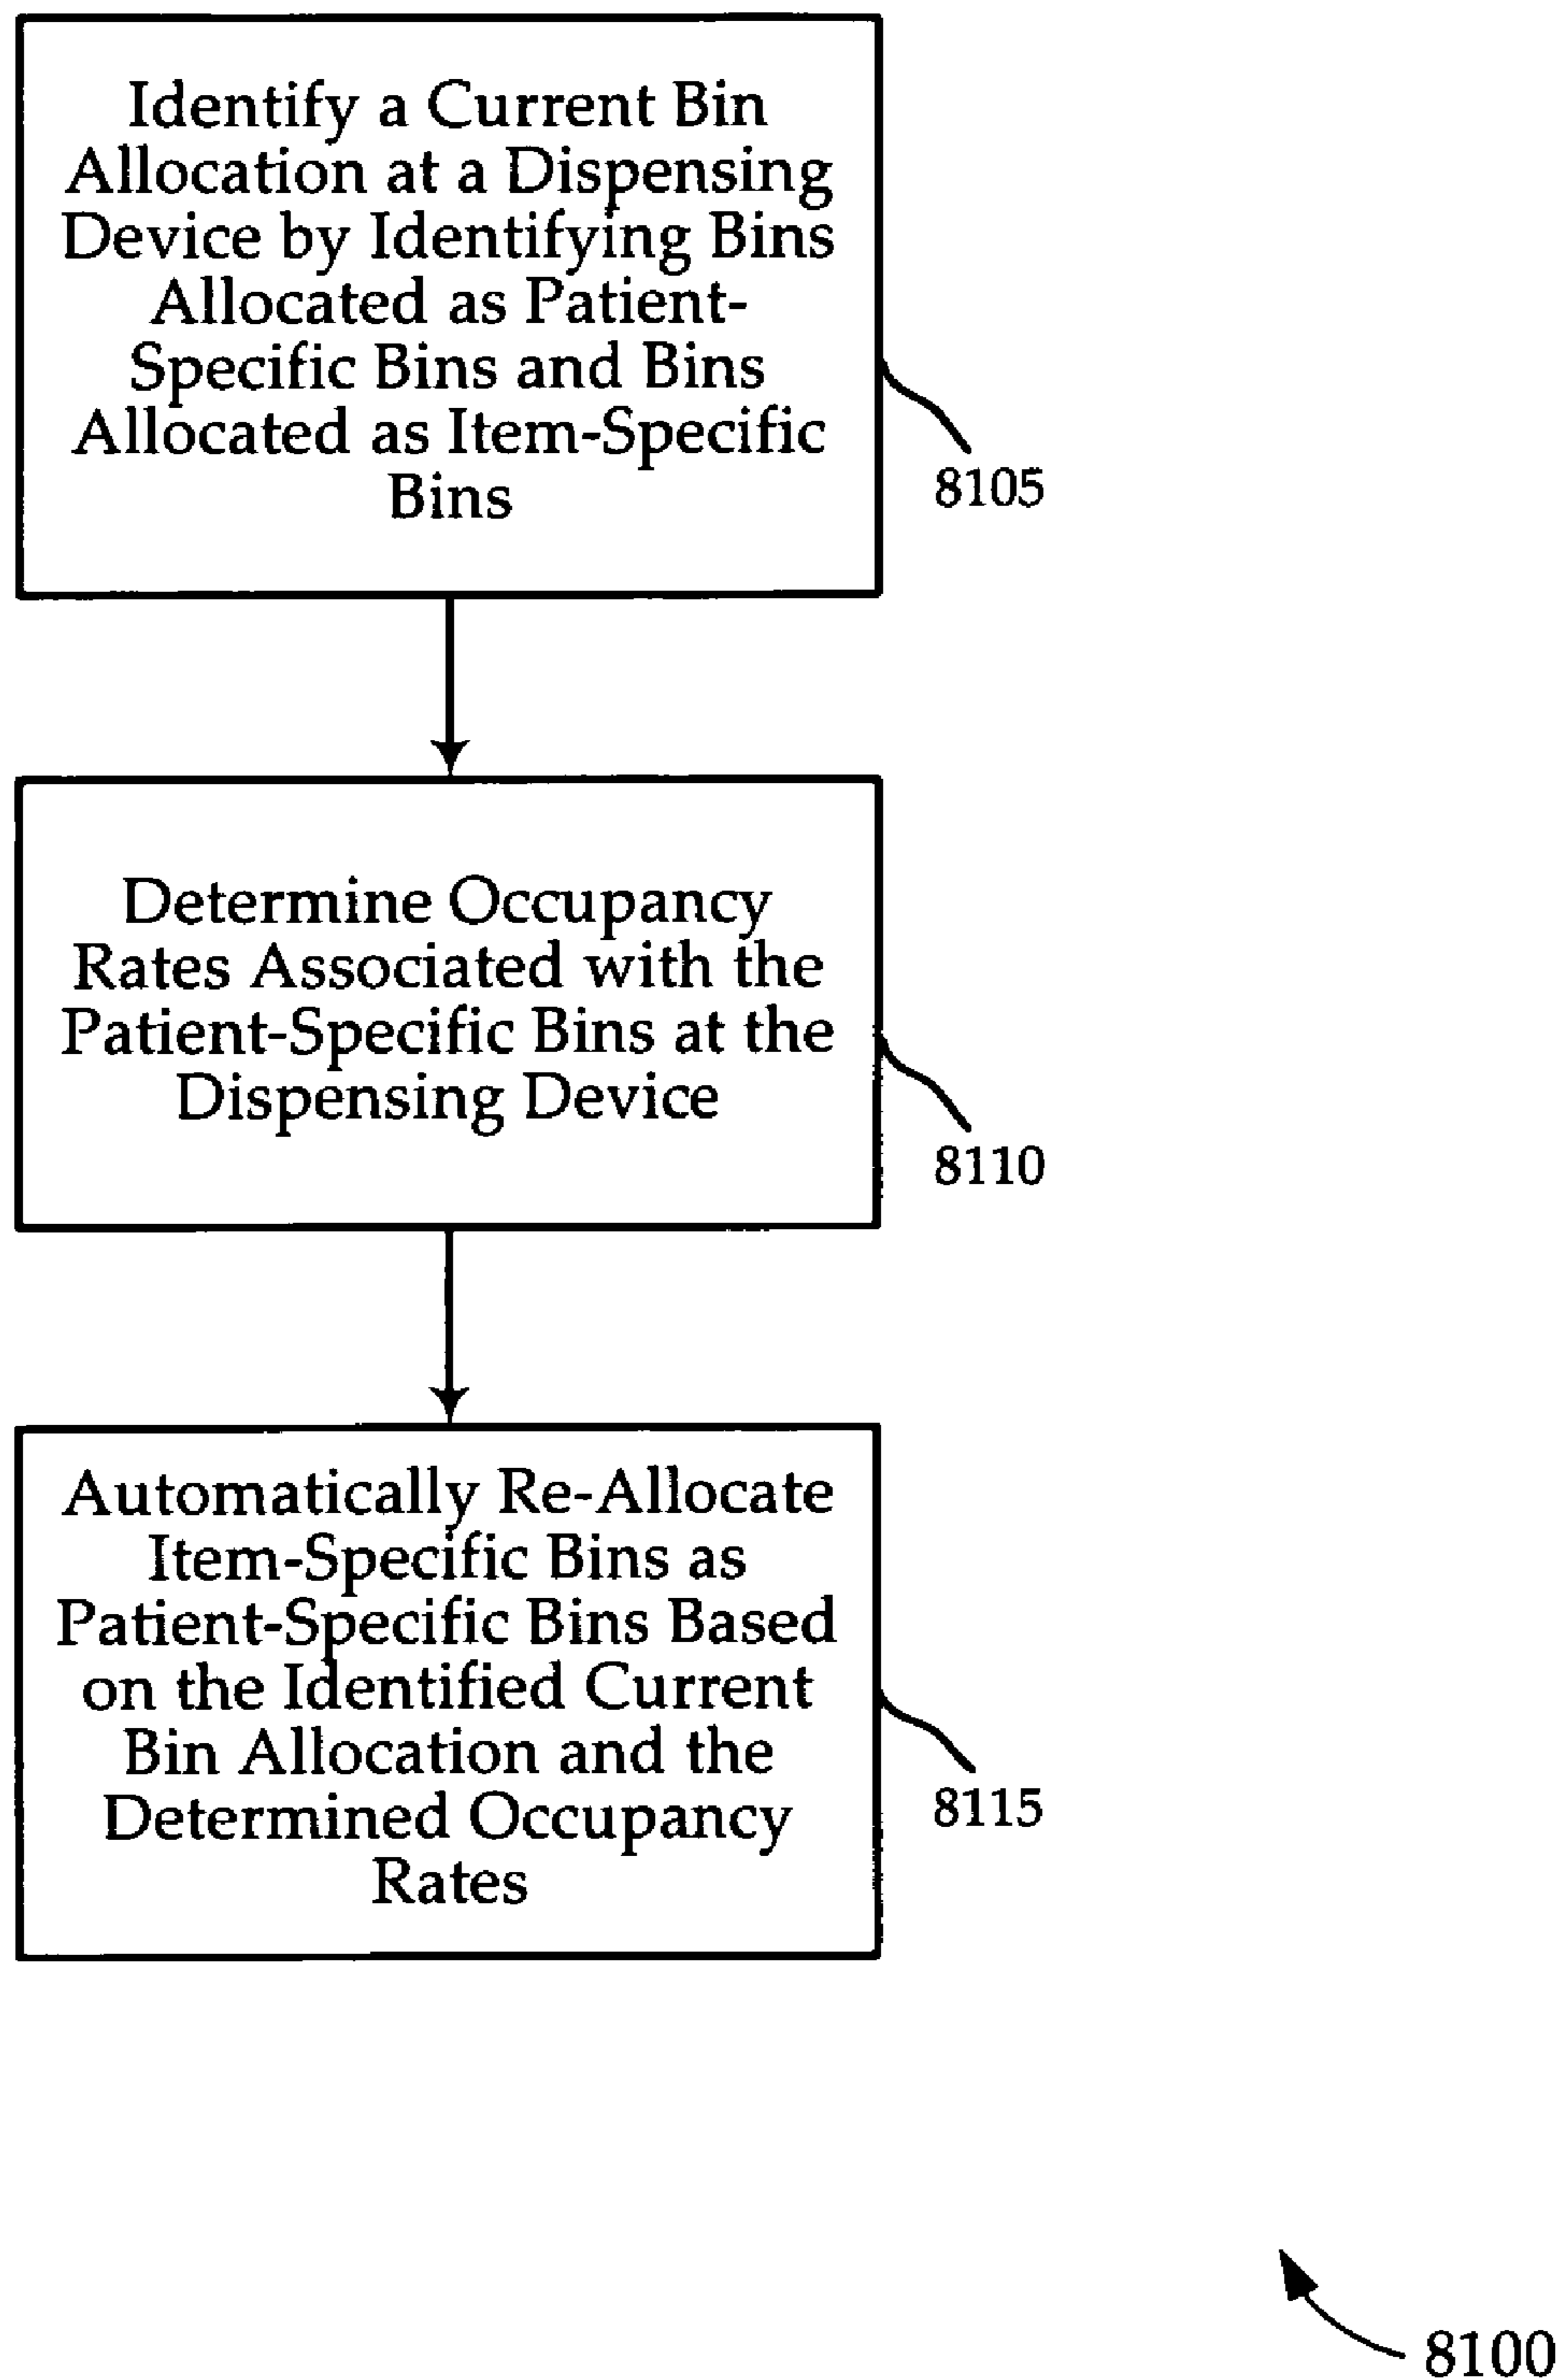 Identify a Current Bin
Allocation at a Dispensing
Device by Identifying Bins
Allocated as Patient-
Specific Bins and Bins
Allocated as Item-Specific
Bins
8105
Determine Occupancy
Rates Associated with the
Patient-Specific Bins at the
Dispensing Device
8110
Automatically Re-Allocate
Item-Specific Bins as
Patient-Specific Bins Based
on the Identified Current
Bin Allocation and the
Determined Occupancy
Rates
8115
8100